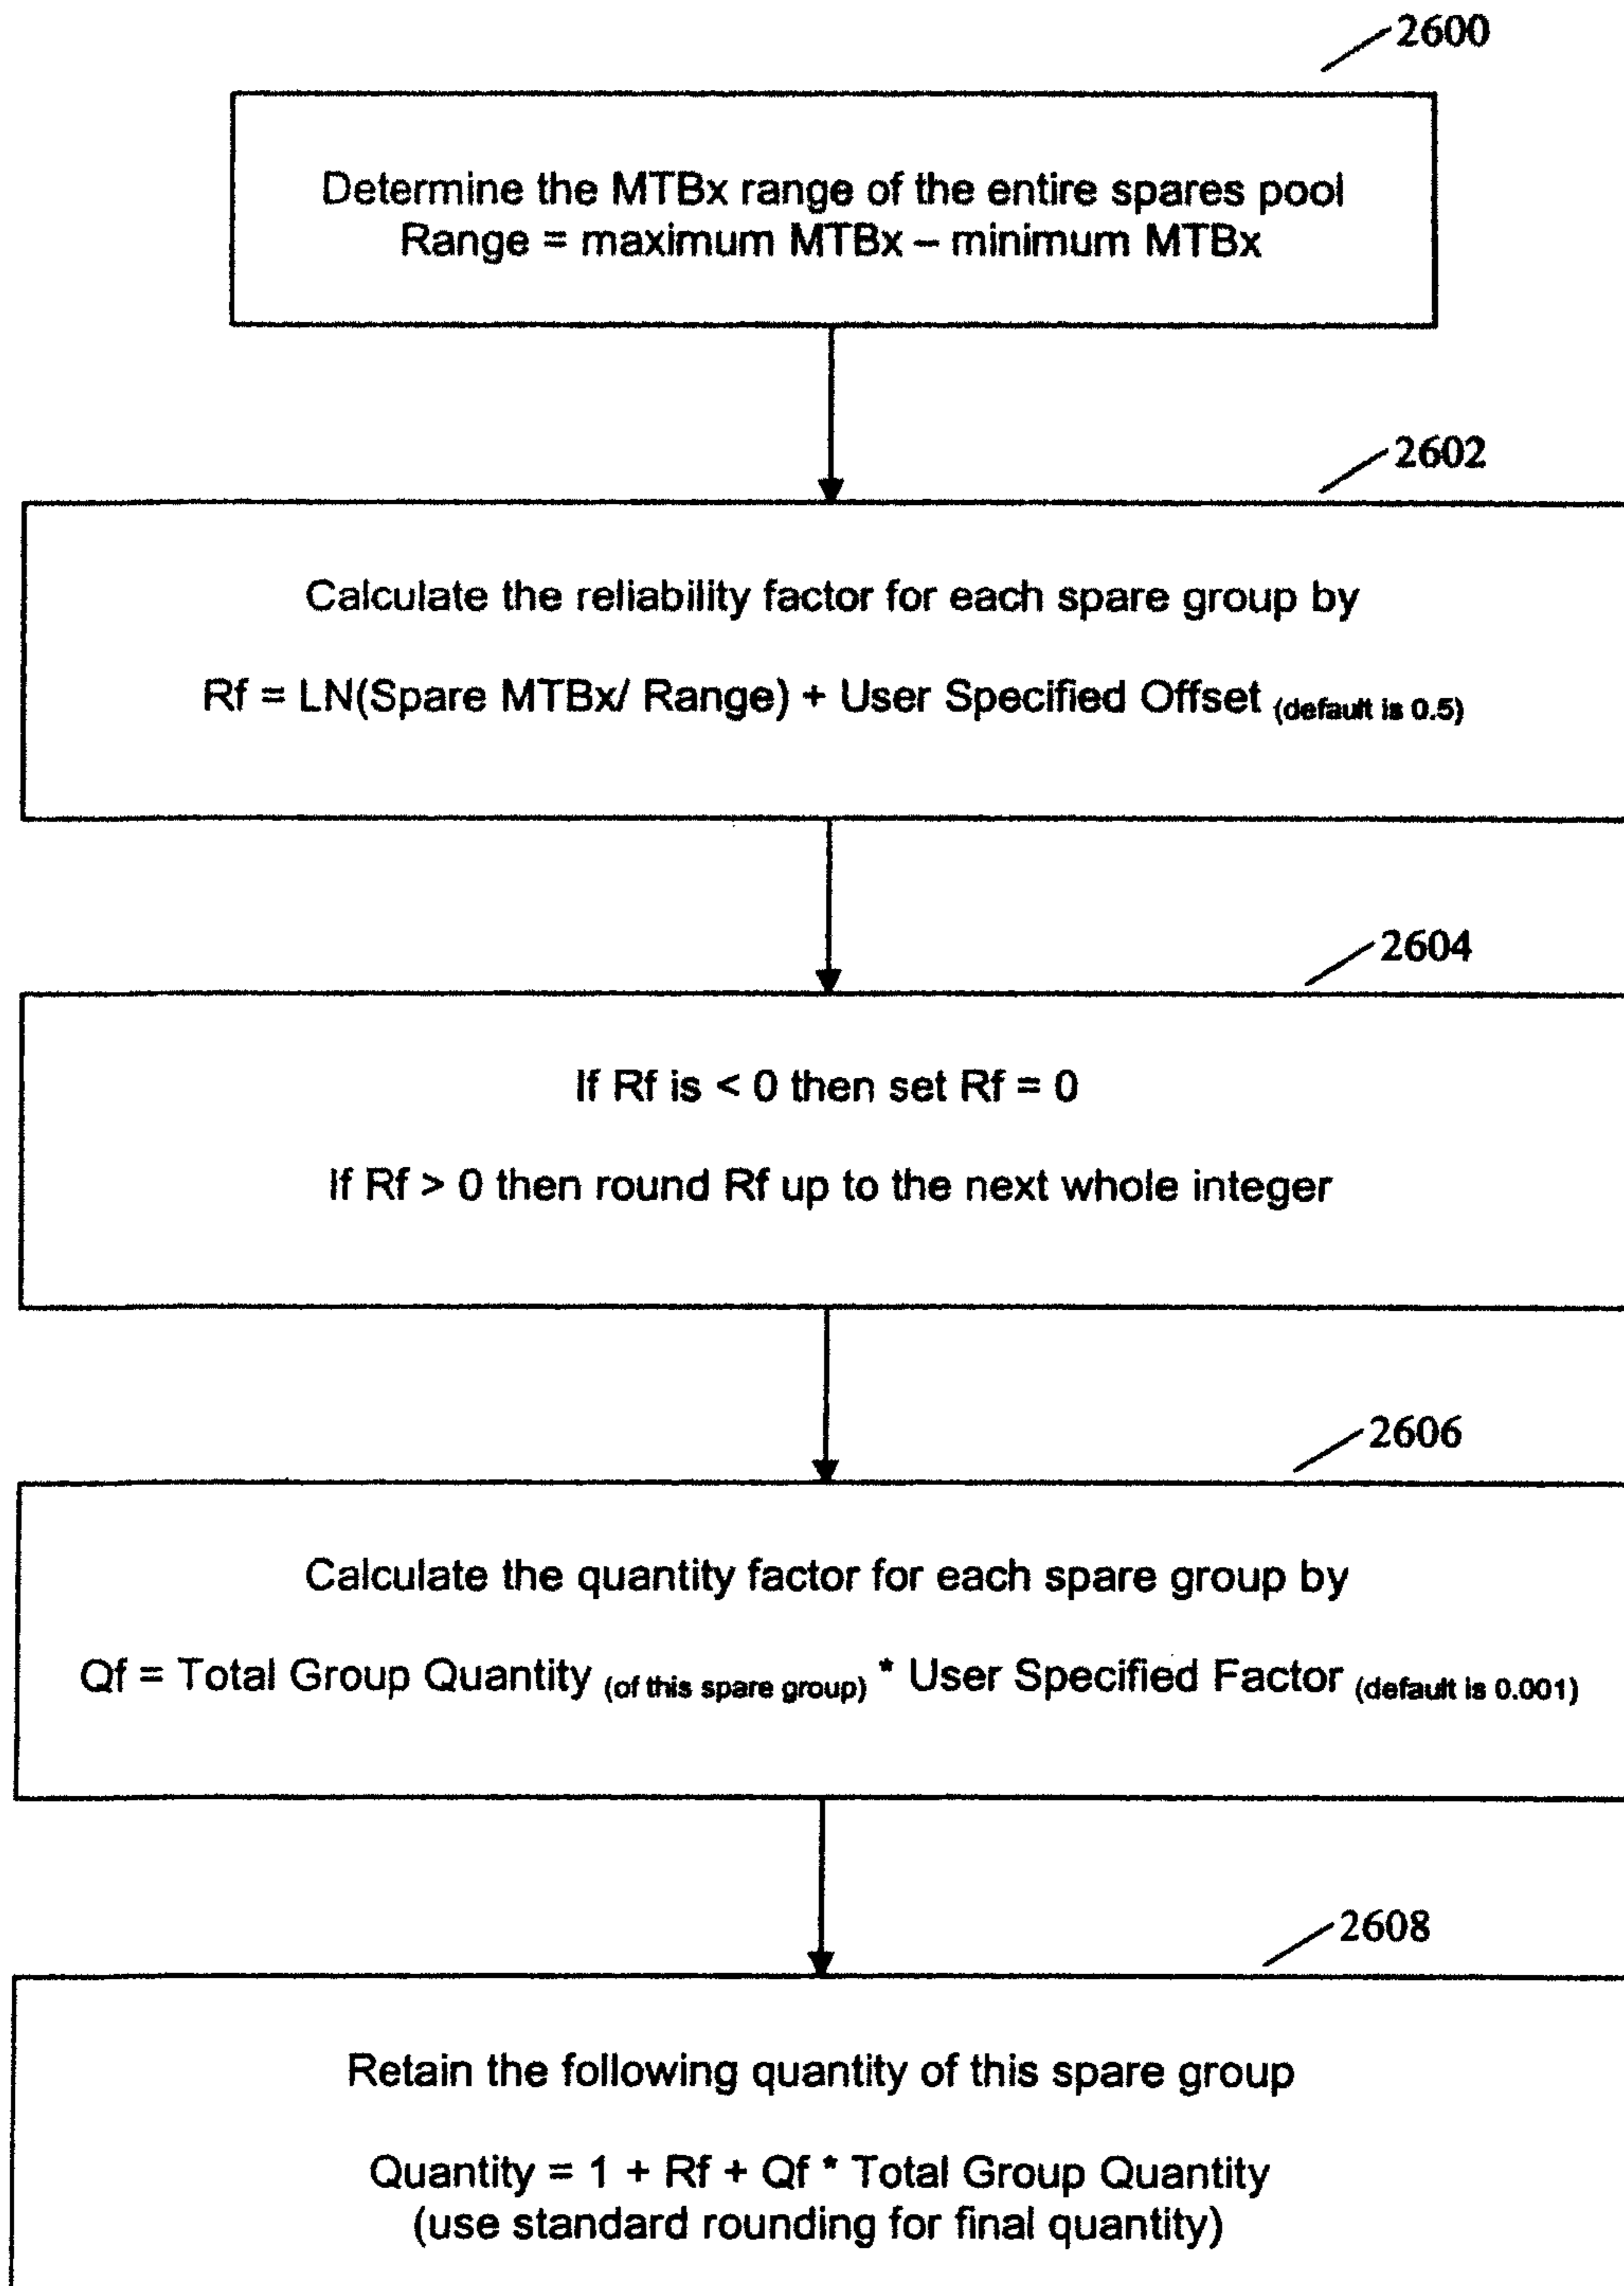 2600
Determine the MTBx range of the entire spares pool
Range = maximum MTBx – minimum MTBx
2602
Calculate the reliability factor for each spare group by
Rf = LN(Spare MTBx/ Range) + User Specified Offset (default is 0.5)
2604
If Rf is < 0 then set Rf = 0
If Rf > 0 then round Rf up to the next whole integer
2606
Calculate the quantity factor for each spare group by
Qf = Total Group Quantity (of this spare group) * User Specified Factor (default is 0.001)
2608
Retain the following quantity of this spare group
Quantity = 1 + Rf + Qf * Total Group Quantity
(use standard rounding for final quantity)